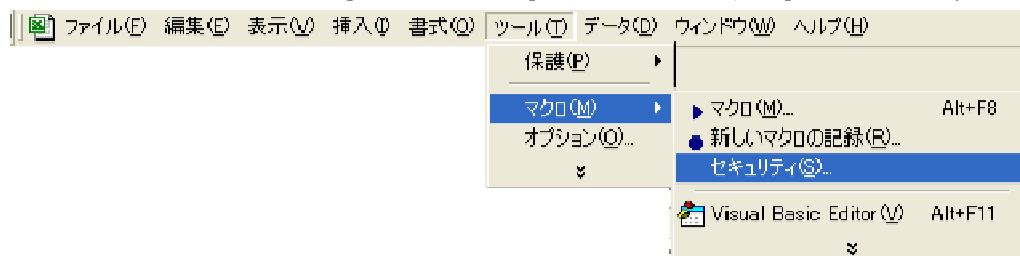 ファイル(F) 編集(E) 表示(V) 挿入(I) 書式(O) ツール(T) データ(D) ウィンドウ(W) ヘルプ(H)
保護(P)
マクロ(M)
オプション(O)...
マクロ(M)... Alt+F8
新しいマクロの記録(R)...
セキュリティ(S)...
Visual Basic Editor(V) Alt+F11